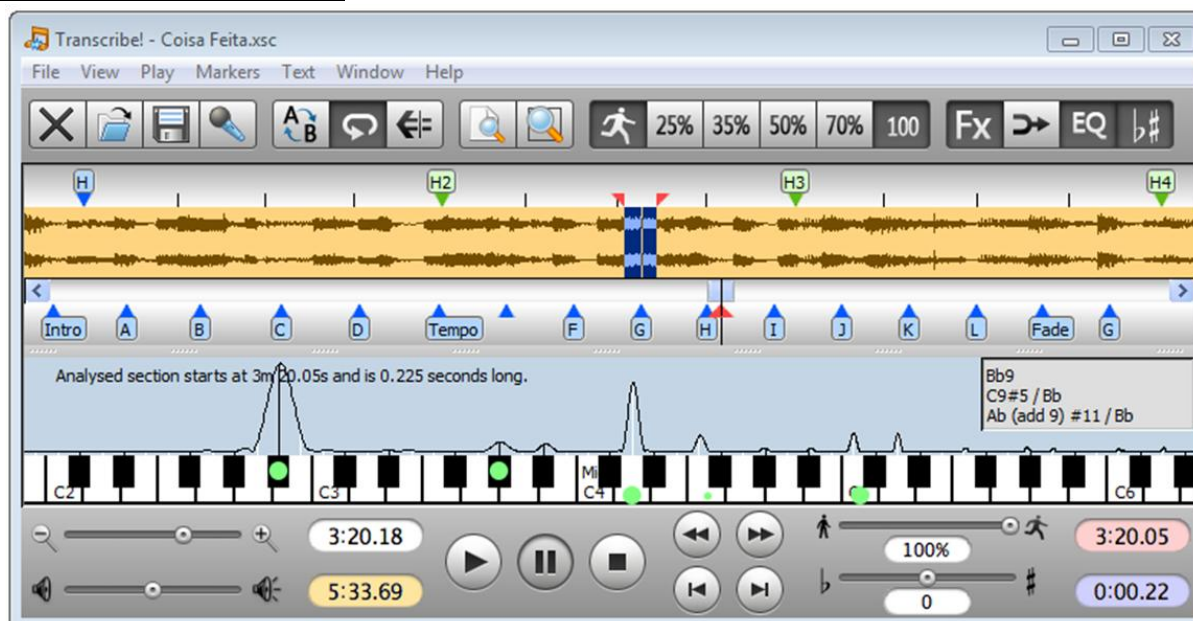 Transcribe! - Coisa Feita.xsc
File View Play Markers Text Window Help
A B 25% 35% 50% 70% 100 Fx EQ ♭♯
H H2 H3 H4
Intro A B C D Tempo F G H I J K L Fade G
Analysed section starts at 3m20.05s and is 0.225 seconds long.
Bb9
C9#5 / Bb
Ab (add 9) #11 / Bb
Mi
C2 C3 C4 C6
3:20.18 100% 3:20.05
5:33.69 ♭ 0 ♯ 0:00.22